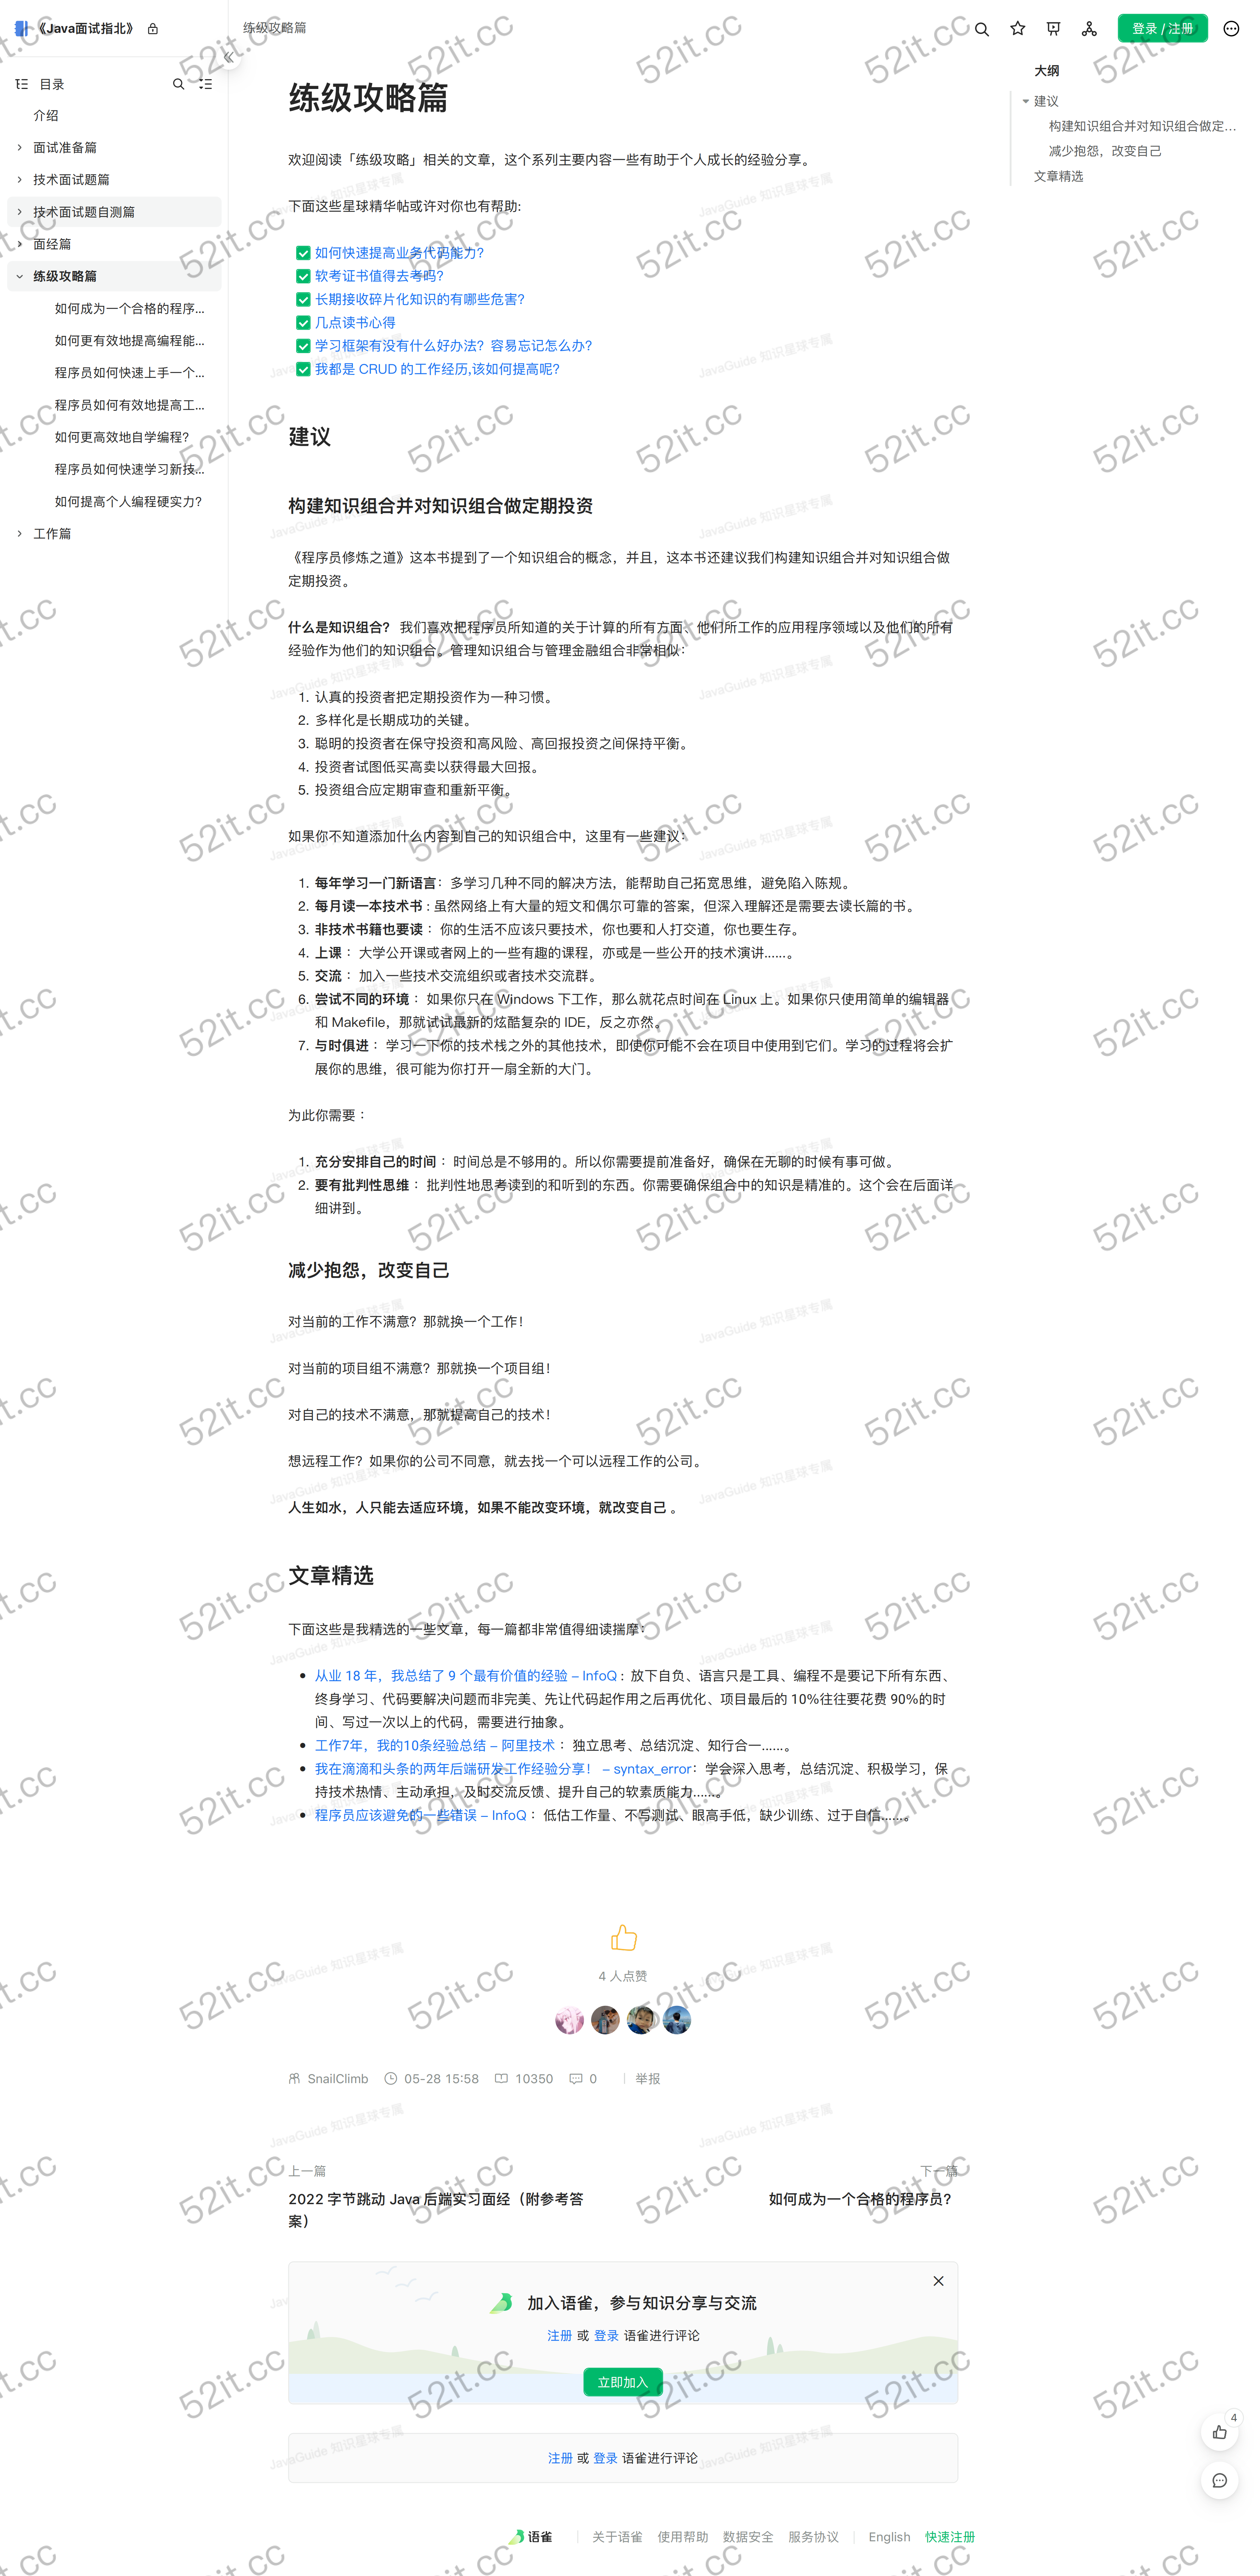 《Java面试指北》
练级攻略篇
登录 / 注册
目录
介绍
面试准备篇
技术面试题篇
技术面试题自测篇
面经篇
练级攻略篇
如何成为一个合格的程序...
如何更有效地提高编程能...
程序员如何快速上手一个...
程序员如何有效地提高工...
如何更高效地自学编程?
程序员如何快速学习新技...
如何提高个人编程硬实力?
工作篇
大纲
建议
构建知识组合并对知识组合做定...
减少抱怨，改变自己
文章精选
练级攻略篇
欢迎阅读「练级攻略」相关的文章，这个系列主要内容一些有助于个人成长的经验分享。
下面这些星球精华帖或许对你也有帮助:
如何快速提高业务代码能力?
软考证书值得去考吗?
长期接收碎片化知识的有哪些危害?
几点读书心得
学习框架有没有什么好办法? 容易忘记怎么办?
我都是 CRUD 的工作经历,该如何提高呢?
建议
构建知识组合并对知识组合做定期投资
《程序员修炼之道》这本书提到了一个知识组合的概念，并且，这本书还建议我们构建知识组合并对知识组合做
定期投资。
什么是知识组合? 我们喜欢把程序员所知道的关于计算的所有方面、他们所工作的应用程序领域以及他们的所有
经验作为他们的知识组合。管理知识组合与管理金融组合非常相似：
1. 认真的投资者把定期投资作为一种习惯。
2. 多样化是长期成功的关键。
3. 聪明的投资者在保守投资和高风险、高回报投资之间保持平衡。
4. 投资者试图低买高卖以获得最大回报。
5. 投资组合应定期审查和重新平衡。
如果你不知道添加什么内容到自己的知识组合中，这里有一些建议：
1. 每年学习一门新语言：多学习几种不同的解决方法，能帮助自己拓宽思维，避免陷入陈规。
2. 每月读一本技术书 : 虽然网络上有大量的短文和偶尔可靠的答案，但深入理解还是需要去读长篇的书。
3. 非技术书籍也要读 ：你的生活不应该只要技术，你也要和人打交道，你也要生存。
4. 上课 ：大学公开课或者网上的一些有趣的课程，亦或是一些公开的技术演讲......。
5. 交流 ：加入一些技术交流组织或者技术交流群。
6. 尝试不同的环境 ：如果你只在 Windows 下工作，那么就花点时间在 Linux 上。如果你只使用简单的编辑器
和 Makefile，那就试试最新的炫酷复杂的 IDE，反之亦然。
7. 与时俱进 ：学习一下你的技术栈之外的其他技术，即使你可能不会在项目中使用到它们。学习的过程将会扩
展你的思维，很可能为你打开一扇全新的大门。
为此你需要 ：
1. 充分安排自己的时间 ：时间总是不够用的。所以你需要提前准备好，确保在无聊的时候有事可做。
2. 要有批判性思维 ：批判性地思考读到的和听到的东西。你需要确保组合中的知识是精准的。这个会在后面详
细讲到。
减少抱怨，改变自己
对当前的工作不满意? 那就换一个工作!
对当前的项目组不满意? 那就换一个项目组!
对自己的技术不满意，那就提高自己的技术!
想远程工作? 如果你的公司不同意，就去找一个可以远程工作的公司。
人生如水，人只能去适应环境，如果不能改变环境，就改变自己 。
文章精选
下面这些是我精选的一些文章，每一篇都非常值得细读揣摩：
从业 18 年，我总结了 9 个最有价值的经验 – InfoQ : 放下自负、语言只是工具、编程不是要记下所有东西、
终身学习、代码要解决问题而非完美、先让代码起作用之后再优化、项目最后的 10%往往要花费 90%的时
间、写过一次以上的代码，需要进行抽象。
工作7年，我的10条经验总结 – 阿里技术 ：独立思考、总结沉淀、知行合一......。
我在滴滴和头条的两年后端研发工作经验分享! – syntax_error：学会深入思考，总结沉淀、积极学习，保
持技术热情、主动承担，及时交流反馈、提升自己的软素质能力......。
程序员应该避免的一些错误 – InfoQ ：低估工作量、不写测试、眼高手低，缺少训练、过于自信......。
4 人点赞
SnailClimb 05-28 15:58 10350 0 举报
上一篇
下一篇
2022 字节跳动 Java 后端实习面经（附参考答
案）
如何成为一个合格的程序员?
加入语雀，参与知识分享与交流
注册 或 登录 语雀进行评论
立即加入
4
注册 或 登录 语雀进行评论
语雀 关于语雀 使用帮助 数据安全 服务协议 English 快速注册
52it.cc
JavaGuide 知识星球专属